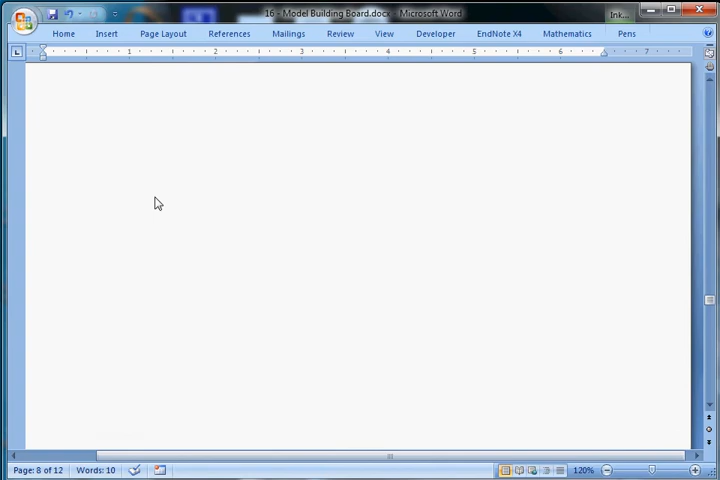 16 - Model Building Board.docx - Microsoft Word
Ink...
Home Insert Page Layout References Mailings Review View Developer EndNote X4 Mathematics Pens
1 2 3 4 5 6 7
Page: 8 of 12 Words: 10 120%